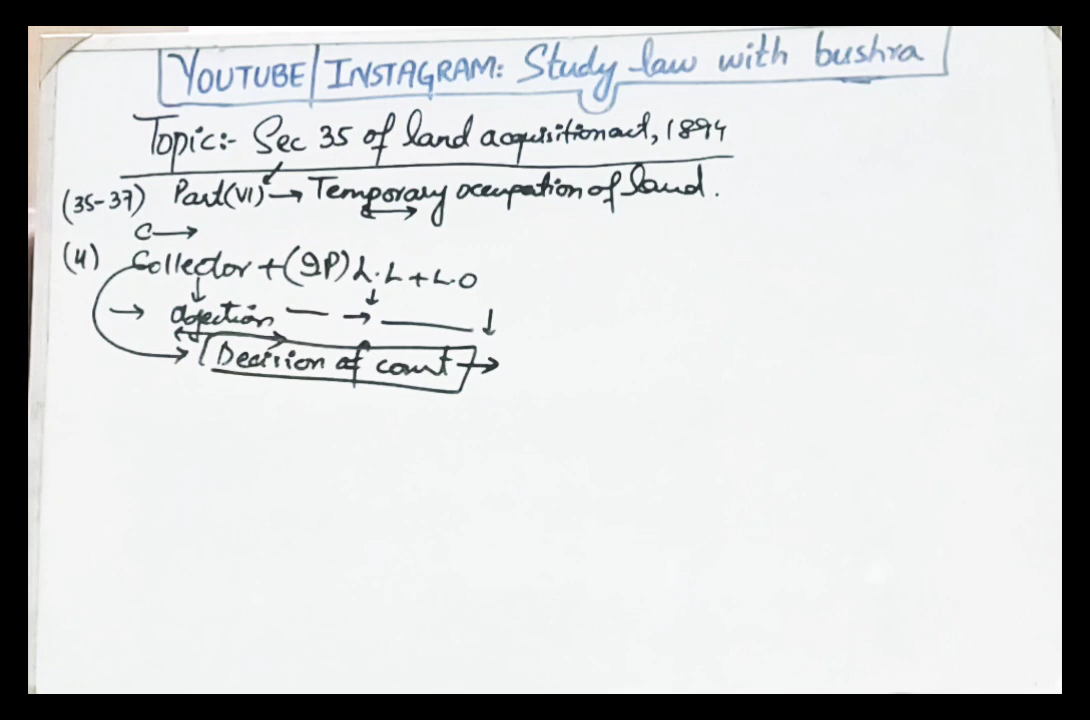 YOUTUBE/INSTAGRAM: Study law with bushra
Topic:- Sec 35 of land acquisition act, 1894
(35-37) Part(VI) → Temporary occupation of land.
C →
(4) Collector + (IP) L.L + L.O
→ objection — → —
Decision of court →